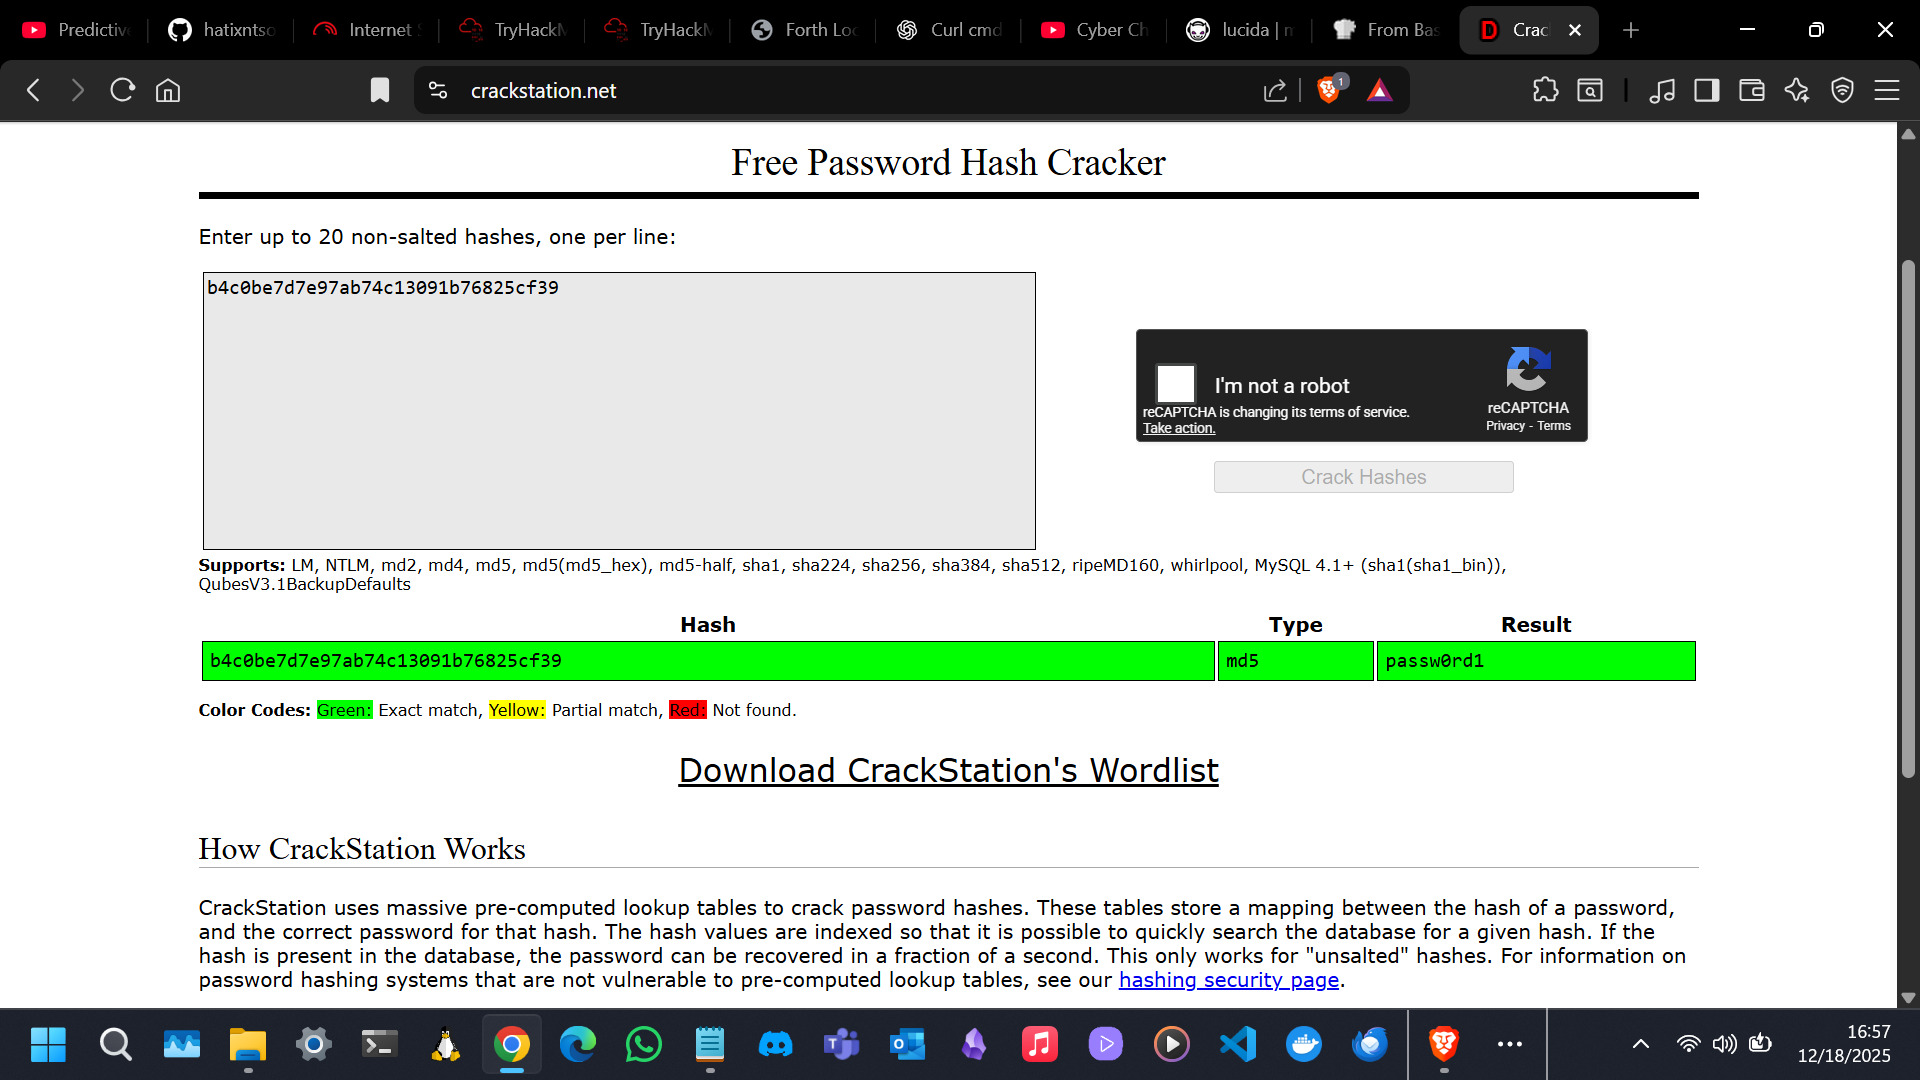 Predictiv
hatixntso
Internet S
TryHackM
TryHackM
Forth Loc
Curl cmd
Cyber Ch
lucida | m
From Bas
Crac
crackstation.net
1
Free Password Hash Cracker
Enter up to 20 non-salted hashes, one per line:
b4c0be7d7e97ab74c13091b76825cf39
I'm not a robot
reCAPTCHA is changing its terms of service.
Take action.
reCAPTCHA
Privacy - Terms
Crack Hashes
Supports: LM, NTLM, md2, md4, md5, md5(md5_hex), md5-half, sha1, sha224, sha256, sha384, sha512, ripeMD160, whirlpool, MySQL 4.1+ (sha1(sha1_bin)),
QubesV3.1BackupDefaults
Hash Type Result
b4c0be7d7e97ab74c13091b76825cf39 md5 passw0rd1
Color Codes: Green: Exact match, Yellow: Partial match, Red: Not found.
Download CrackStation's Wordlist
How CrackStation Works
CrackStation uses massive pre-computed lookup tables to crack password hashes. These tables store a mapping between the hash of a password,
and the correct password for that hash. The hash values are indexed so that it is possible to quickly search the database for a given hash. If the
hash is present in the database, the password can be recovered in a fraction of a second. This only works for "unsalted" hashes. For information on
password hashing systems that are not vulnerable to pre-computed lookup tables, see our hashing security page.
16:57
12/18/2025